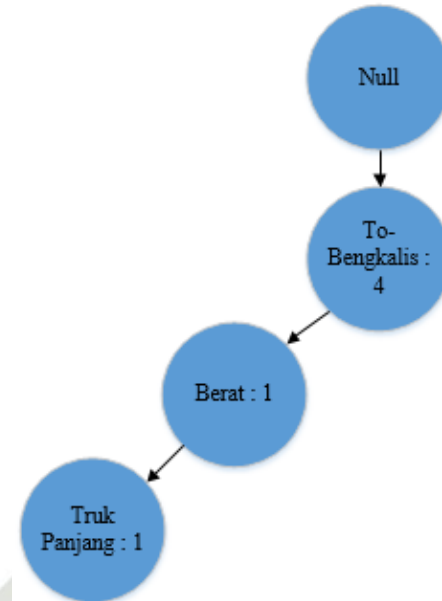 Null
To-
Bengkalis :
4
Berat : 1
Truk
Panjang : 1